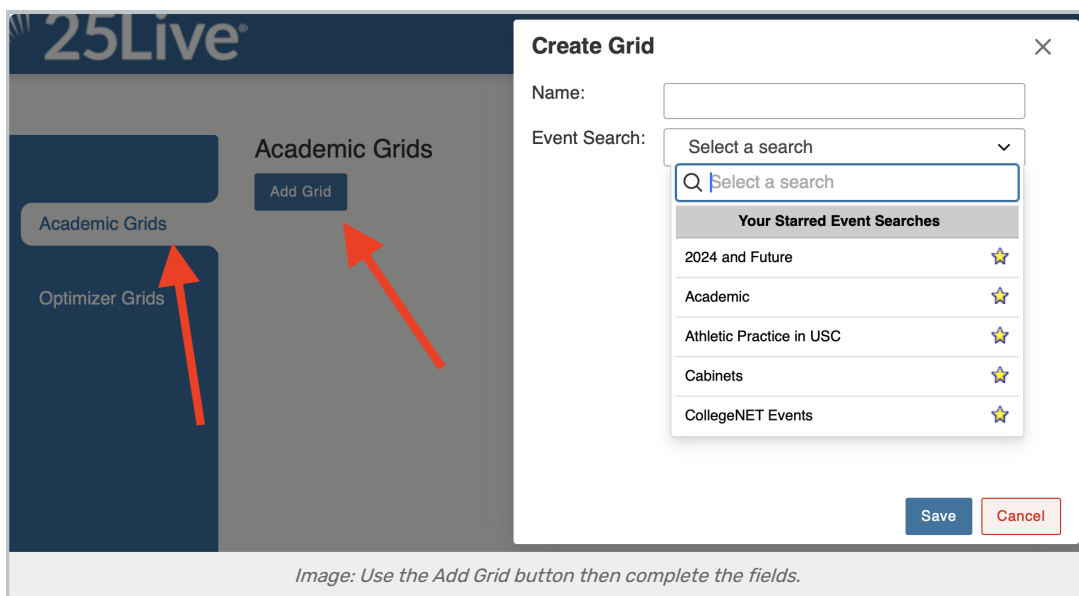 25Live®
Academic Grids
Optimizer Grids
Academic Grids
Add Grid
Create Grid
Name:
Event Search:
Select a search
Select a search
Your Starred Event Searches
2024 and Future
Academic
Athletic Practice in USC
Cabinets
CollegeNET Events
Save
Cancel
Image: Use the Add Grid button then complete the fields.